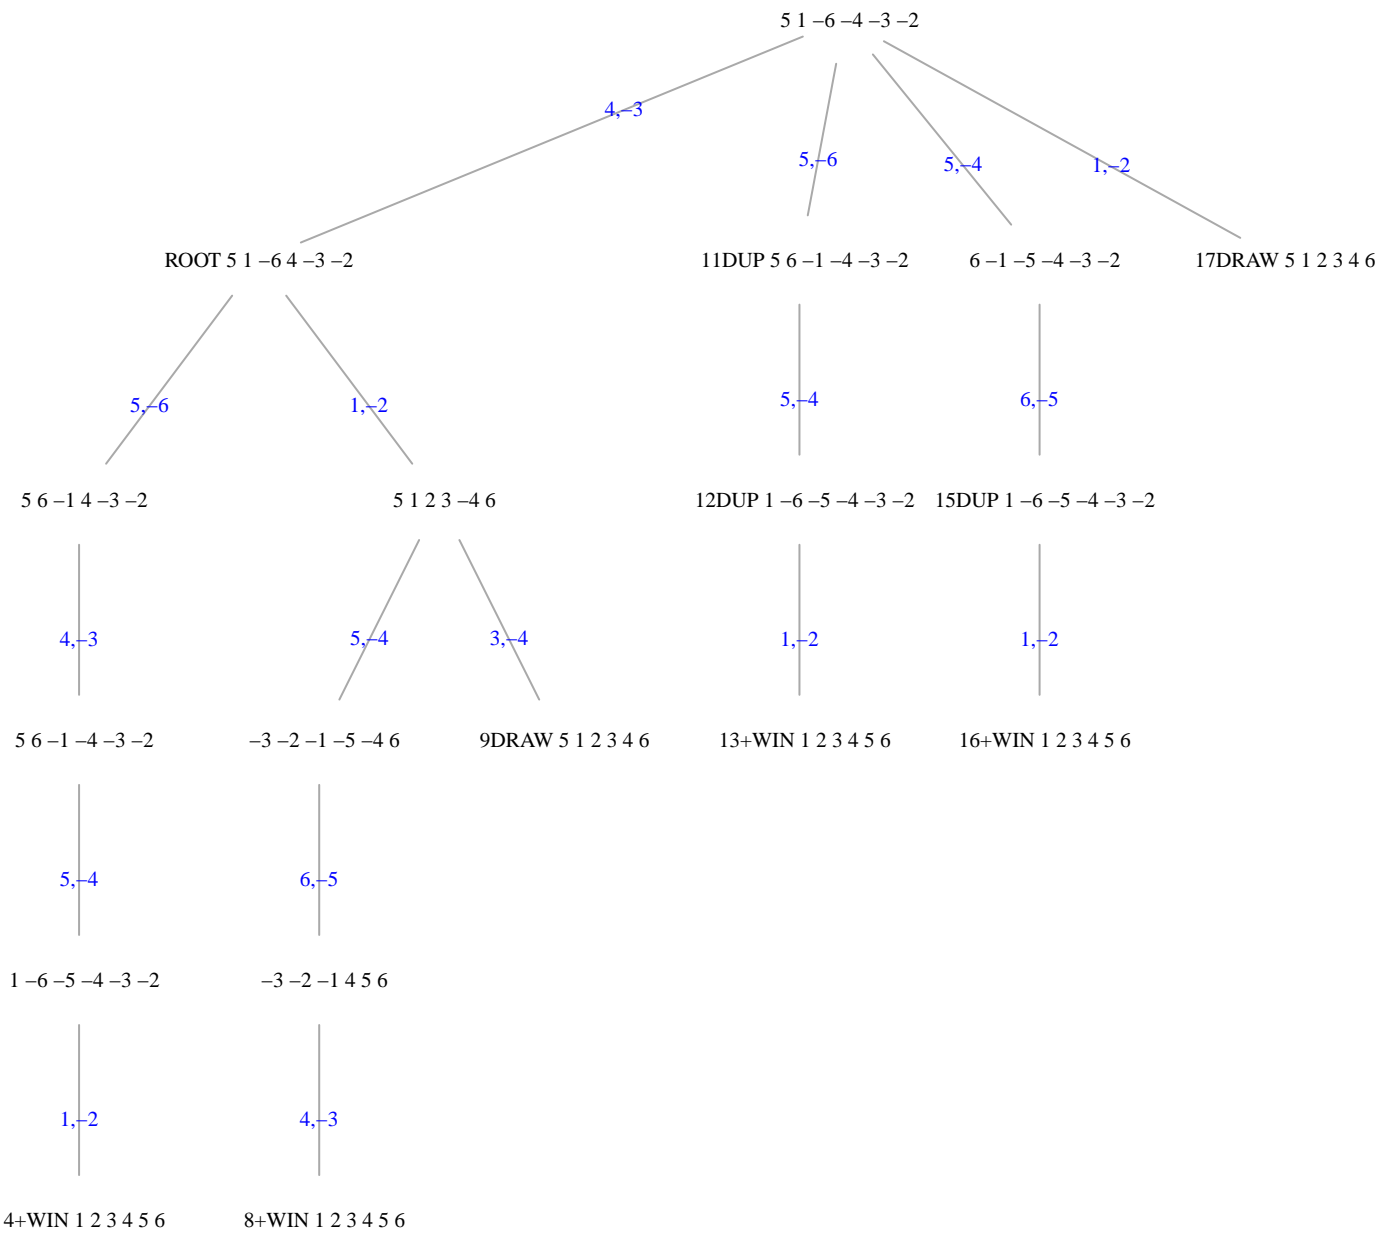 5 1 –6 –4 –3 –2
4,–3
5,–6
5,–4
1,–2
ROOT 5 1 –6 4 –3 –2
11DUP 5 6 –1 –4 –3 –2
6 –1 –5 –4 –3 –2
17DRAW 5 1 2 3 4 6
5,–6
1,–2
5,–4
6,–5
5 6 –1 4 –3 –2
5 1 2 3 –4 6
12DUP 1 –6 –5 –4 –3 –2
15DUP 1 –6 –5 –4 –3 –2
4,–3
5,–4
3,–4
1,–2
1,–2
5 6 –1 –4 –3 –2
–3 –2 –1 –5 –4 6
9DRAW 5 1 2 3 4 6
13+WIN 1 2 3 4 5 6
16+WIN 1 2 3 4 5 6
5,–4
6,–5
1 –6 –5 –4 –3 –2
–3 –2 –1 4 5 6
1,–2
4,–3
4+WIN 1 2 3 4 5 6
8+WIN 1 2 3 4 5 6